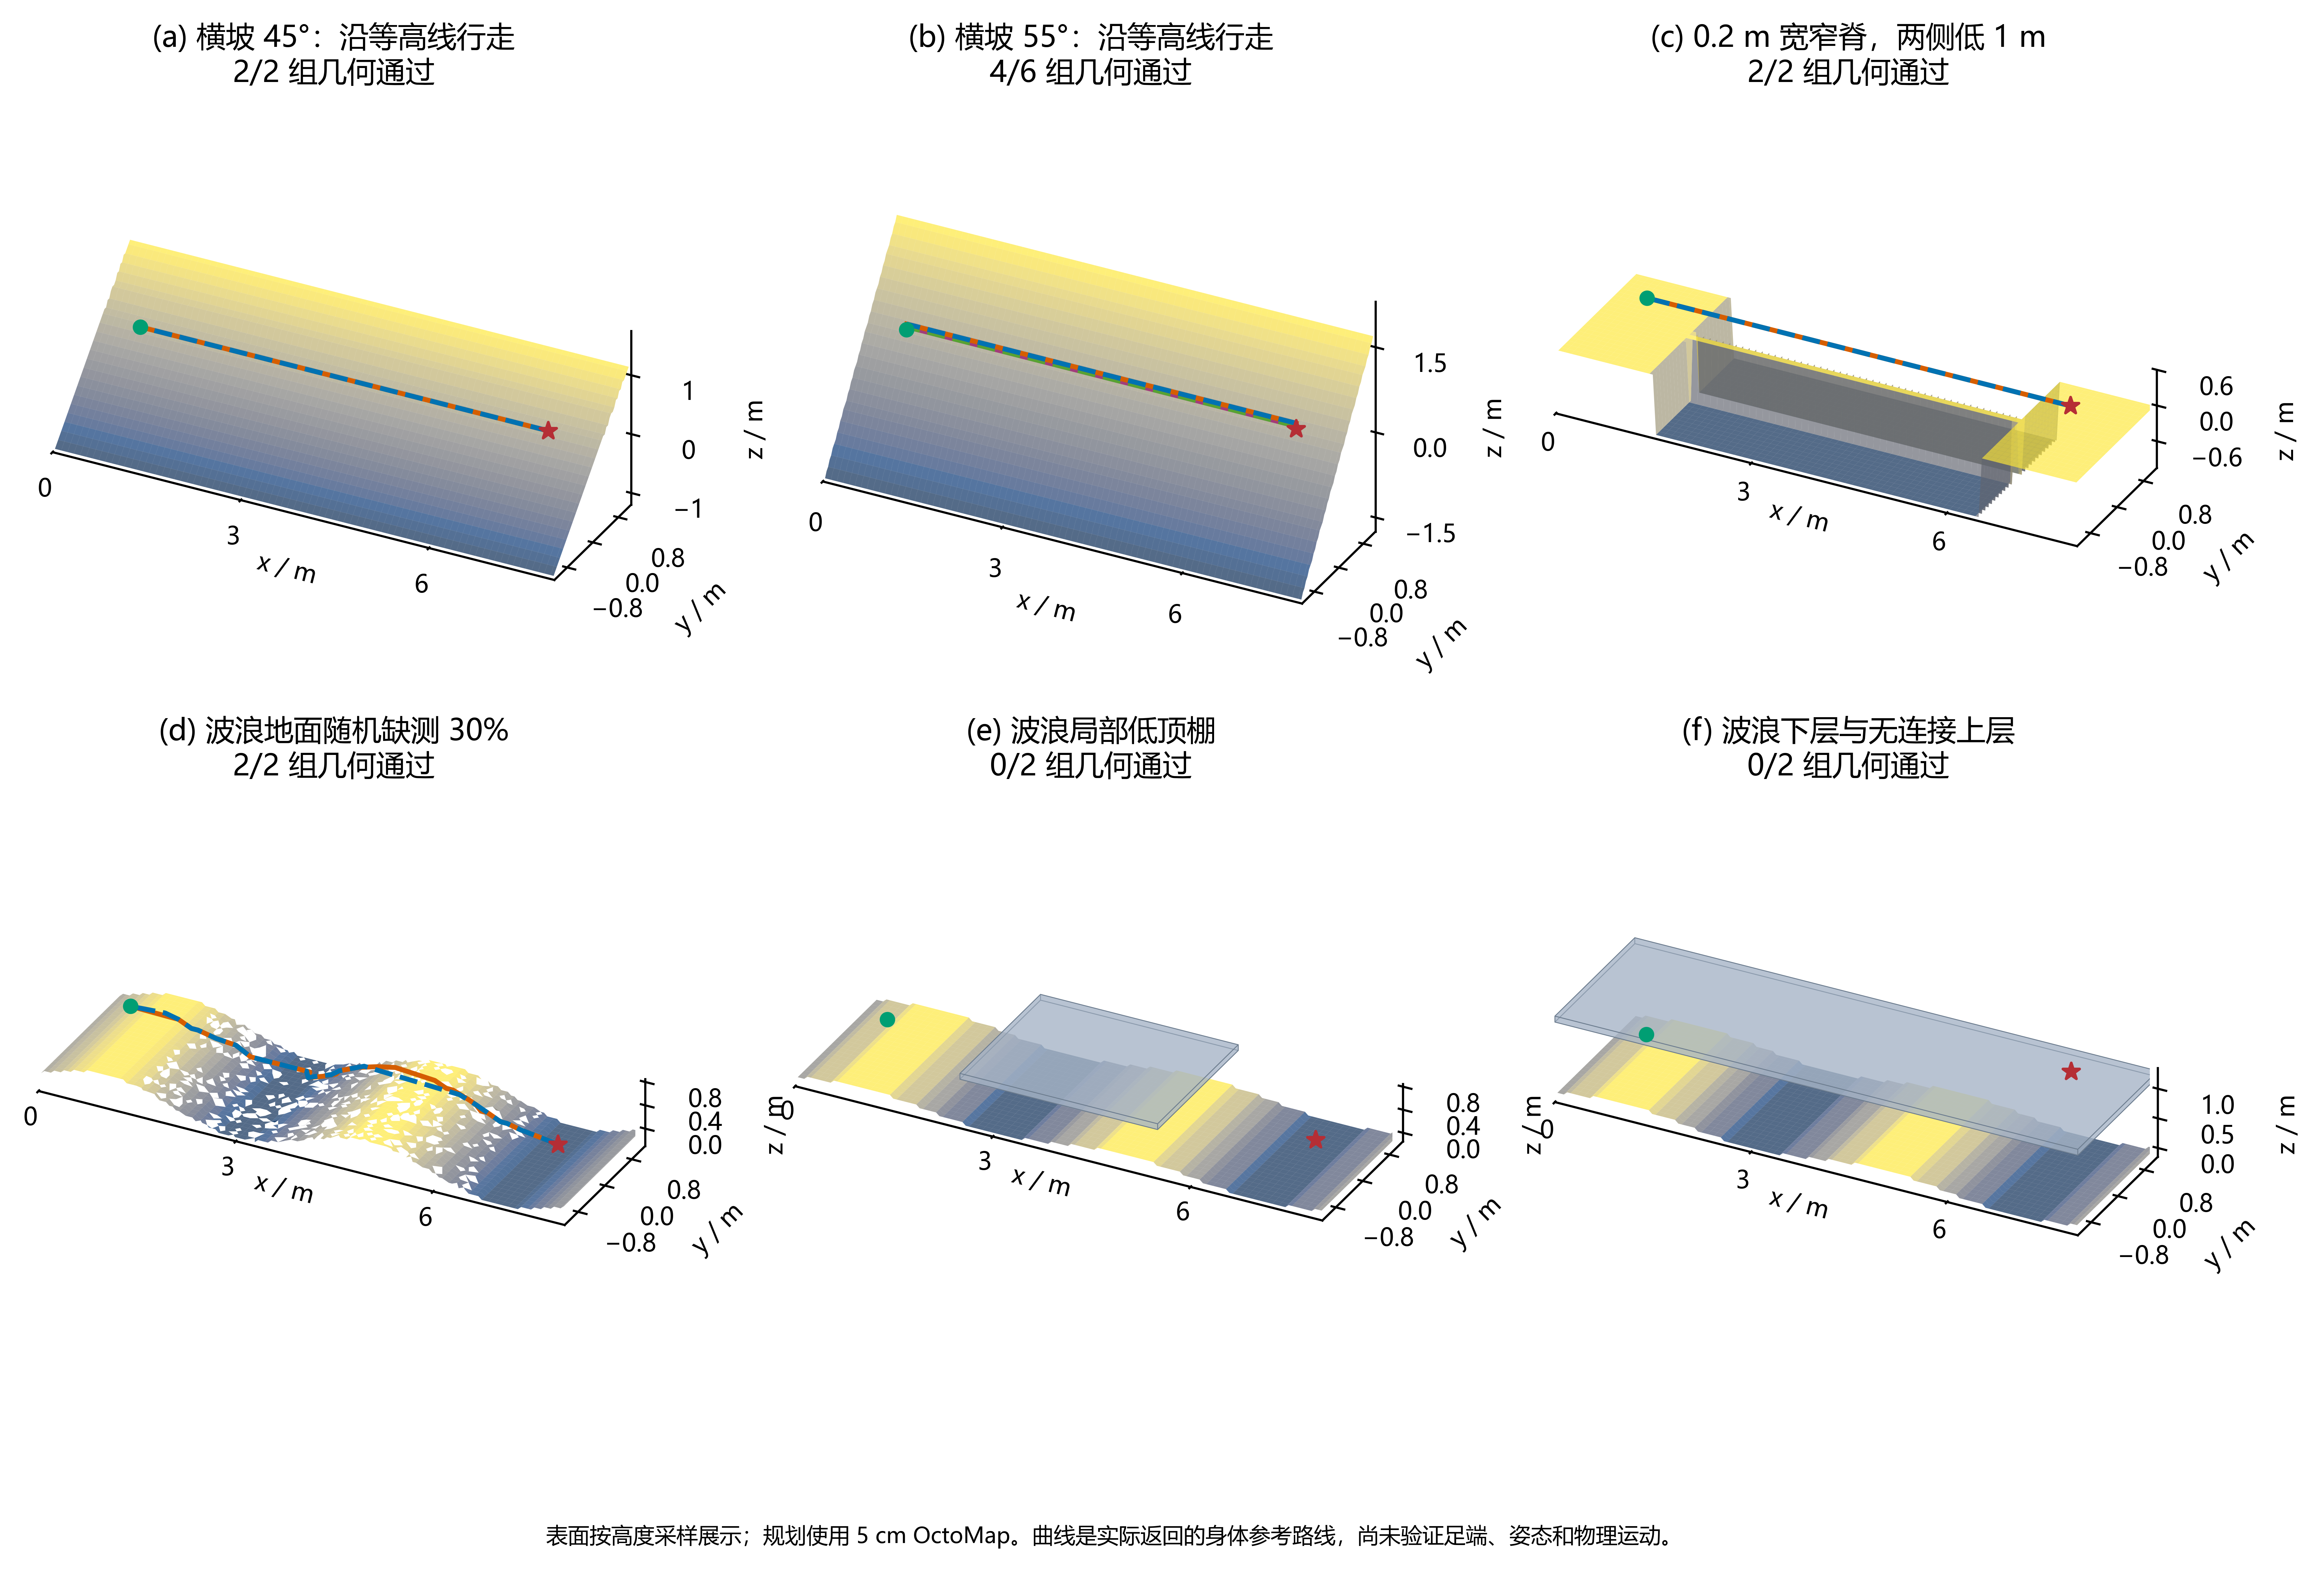 (a) 横坡 45°：沿等高线行走
2/2 组几何通过
1
0
−1
z / m
0
3
6
x / m
0.8
0.0
−0.8
y / m
(b) 横坡 55°：沿等高线行走
4/6 组几何通过
1.5
0.0
−1.5
z / m
0
3
6
x / m
0.8
0.0
−0.8
y / m
(c) 0.2 m 宽窄脊，两侧低 1 m
2/2 组几何通过
0.6
0.0
−0.6
z / m
0
3
6
x / m
0.8
0.0
−0.8
y / m
(d) 波浪地面随机缺测 30%
2/2 组几何通过
0.8
0.4
0.0
z / m
0
3
6
x / m
0.8
0.0
−0.8
y / m
(e) 波浪局部低顶棚
0/2 组几何通过
0.8
0.4
0.0
z / m
0
3
6
x / m
0.8
0.0
−0.8
y / m
(f) 波浪下层与无连接上层
0/2 组几何通过
1.0
0.5
0.0
z / m
0
3
6
x / m
0.8
0.0
−0.8
y / m
表面按高度采样展示；规划使用 5 cm OctoMap。曲线是实际返回的身体参考路线，尚未验证足端、姿态和物理运动。